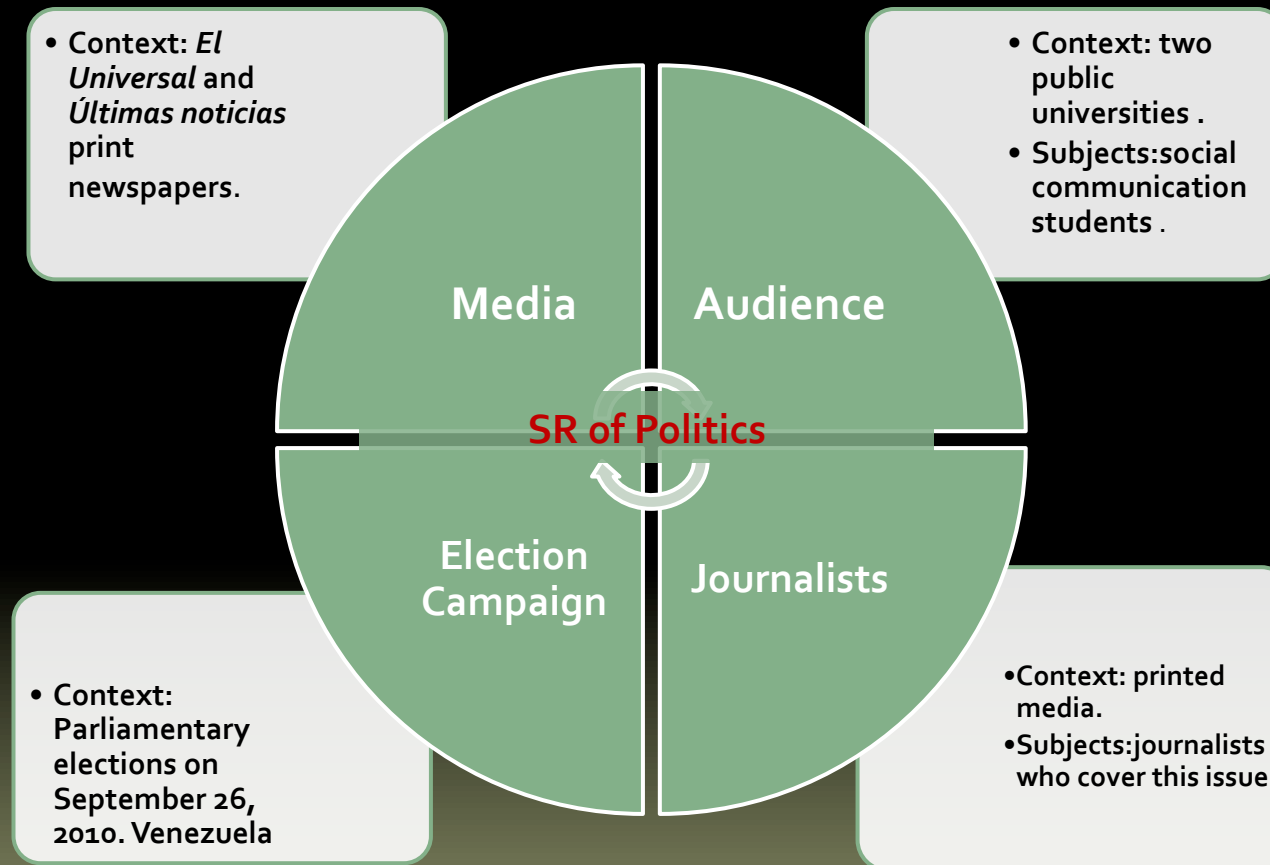 • Context: El
Universal and
Últimas noticias
print
newspapers.
• Context: two
public
universities .
• Subjects:social
communication
students .
Media
Audience
SR of Politics
Election
Campaign
Journalists
• Context:
Parliamentary
elections on
September 26,
2010. Venezuela
•Context: printed
media.
•Subjects:journalists
who cover this issue